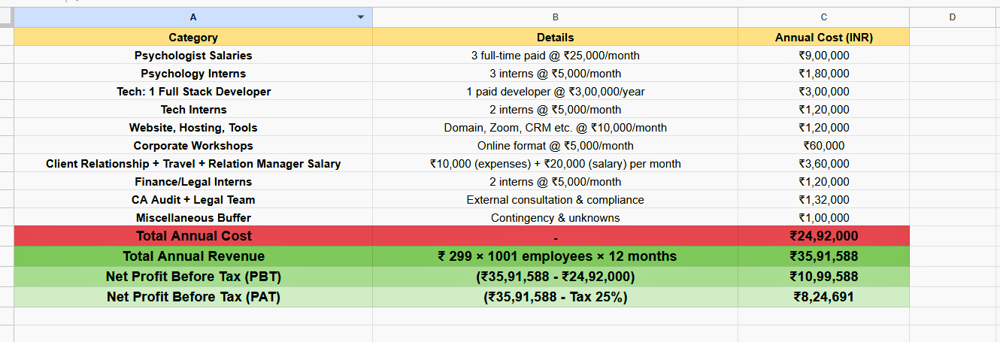 A B C D
Category Details Annual Cost (INR)
Psychologist Salaries 3 full-time paid @ ₹25,000/month ₹9,00,000
Psychology Interns 3 interns @ ₹5,000/month ₹1,80,000
Tech: 1 Full Stack Developer 1 paid developer @ ₹3,00,000/year ₹3,00,000
Tech Interns 2 interns @ ₹5,000/month ₹1,20,000
Website, Hosting, Tools Domain, Zoom, CRM etc. @ ₹10,000/month ₹1,20,000
Corporate Workshops Online format @ ₹5,000/month ₹60,000
Client Relationship + Travel + Relation Manager Salary ₹10,000 (expenses) + ₹20,000 (salary) per month ₹3,60,000
Finance/Legal Interns 2 interns @ ₹5,000/month ₹1,20,000
CA Audit + Legal Team External consultation & compliance ₹1,32,000
Miscellaneous Buffer Contingency & unknowns ₹1,00,000
Total Annual Cost - ₹24,92,000
Total Annual Revenue ₹ 299 × 1001 employees × 12 months ₹35,91,588
Net Profit Before Tax (PBT) (₹35,91,588 - ₹24,92,000) ₹10,99,588
Net Profit Before Tax (PAT) (₹35,91,588 - Tax 25%) ₹8,24,691